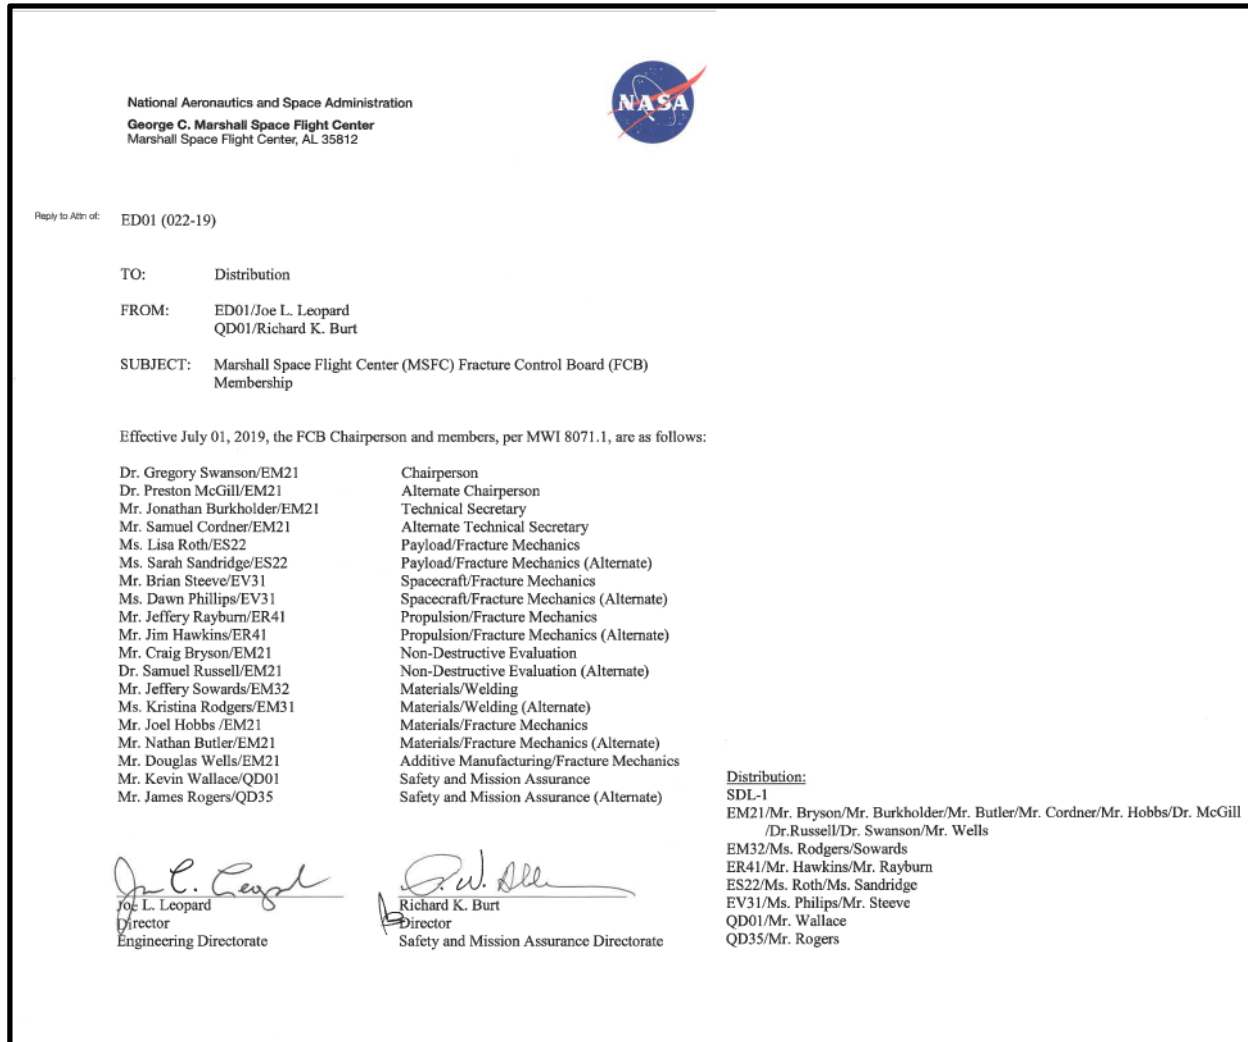 National Aeronautics and Space Administration
George C. Marshall Space Flight Center
Marshall Space Flight Center, AL 35812
NASA
Reply to Attn of: ED01 (022-19)
TO: Distribution
FROM: ED01/Joe L. Leopard
QD01/Richard K. Burt
SUBJECT: Marshall Space Flight Center (MSFC) Fracture Control Board (FCB)
Membership
Effective July 01, 2019, the FCB Chairperson and members, per MWI 8071.1, are as follows:
Dr. Gregory Swanson/EM21 Chairperson
Dr. Preston McGill/EM21 Alternate Chairperson
Mr. Jonathan Burkholder/EM21 Technical Secretary
Mr. Samuel Cordner/EM21 Alternate Technical Secretary
Ms. Lisa Roth/ES22 Payload/Fracture Mechanics
Ms. Sarah Sandridge/ES22 Payload/Fracture Mechanics (Alternate)
Mr. Brian Steeve/EV31 Spacecraft/Fracture Mechanics
Ms. Dawn Phillips/EV31 Spacecraft/Fracture Mechanics (Alternate)
Mr. Jeffery Rayburn/ER41 Propulsion/Fracture Mechanics
Mr. Jim Hawkins/ER41 Propulsion/Fracture Mechanics (Alternate)
Mr. Craig Bryson/EM21 Non-Destructive Evaluation
Dr. Samuel Russell/EM21 Non-Destructive Evaluation (Alternate)
Mr. Jeffery Sowards/EM32 Materials/Welding
Ms. Kristina Rodgers/EM31 Materials/Welding (Alternate)
Mr. Joel Hobbs /EM21 Materials/Fracture Mechanics
Mr. Nathan Butler/EM21 Materials/Fracture Mechanics (Alternate)
Mr. Douglas Wells/EM21 Additive Manufacturing/Fracture Mechanics
Mr. Kevin Wallace/QD01 Safety and Mission Assurance
Mr. James Rogers/QD35 Safety and Mission Assurance (Alternate)
Joe L. Leopard
Director
Engineering Directorate
Richard K. Burt
Director
Safety and Mission Assurance Directorate
Distribution:
SDL-1
EM21/Mr. Bryson/Mr. Burkholder/Mr. Butler/Mr. Cordner/Mr. Hobbs/Dr. McGill
/Dr.Russell/Dr. Swanson/Mr. Wells
EM32/Ms. Rodgers/Sowards
ER41/Mr. Hawkins/Mr. Rayburn
ES22/Ms. Roth/Ms. Sandridge
EV31/Ms. Philips/Mr. Steeve
QD01/Mr. Wallace
QD35/Mr. Rogers